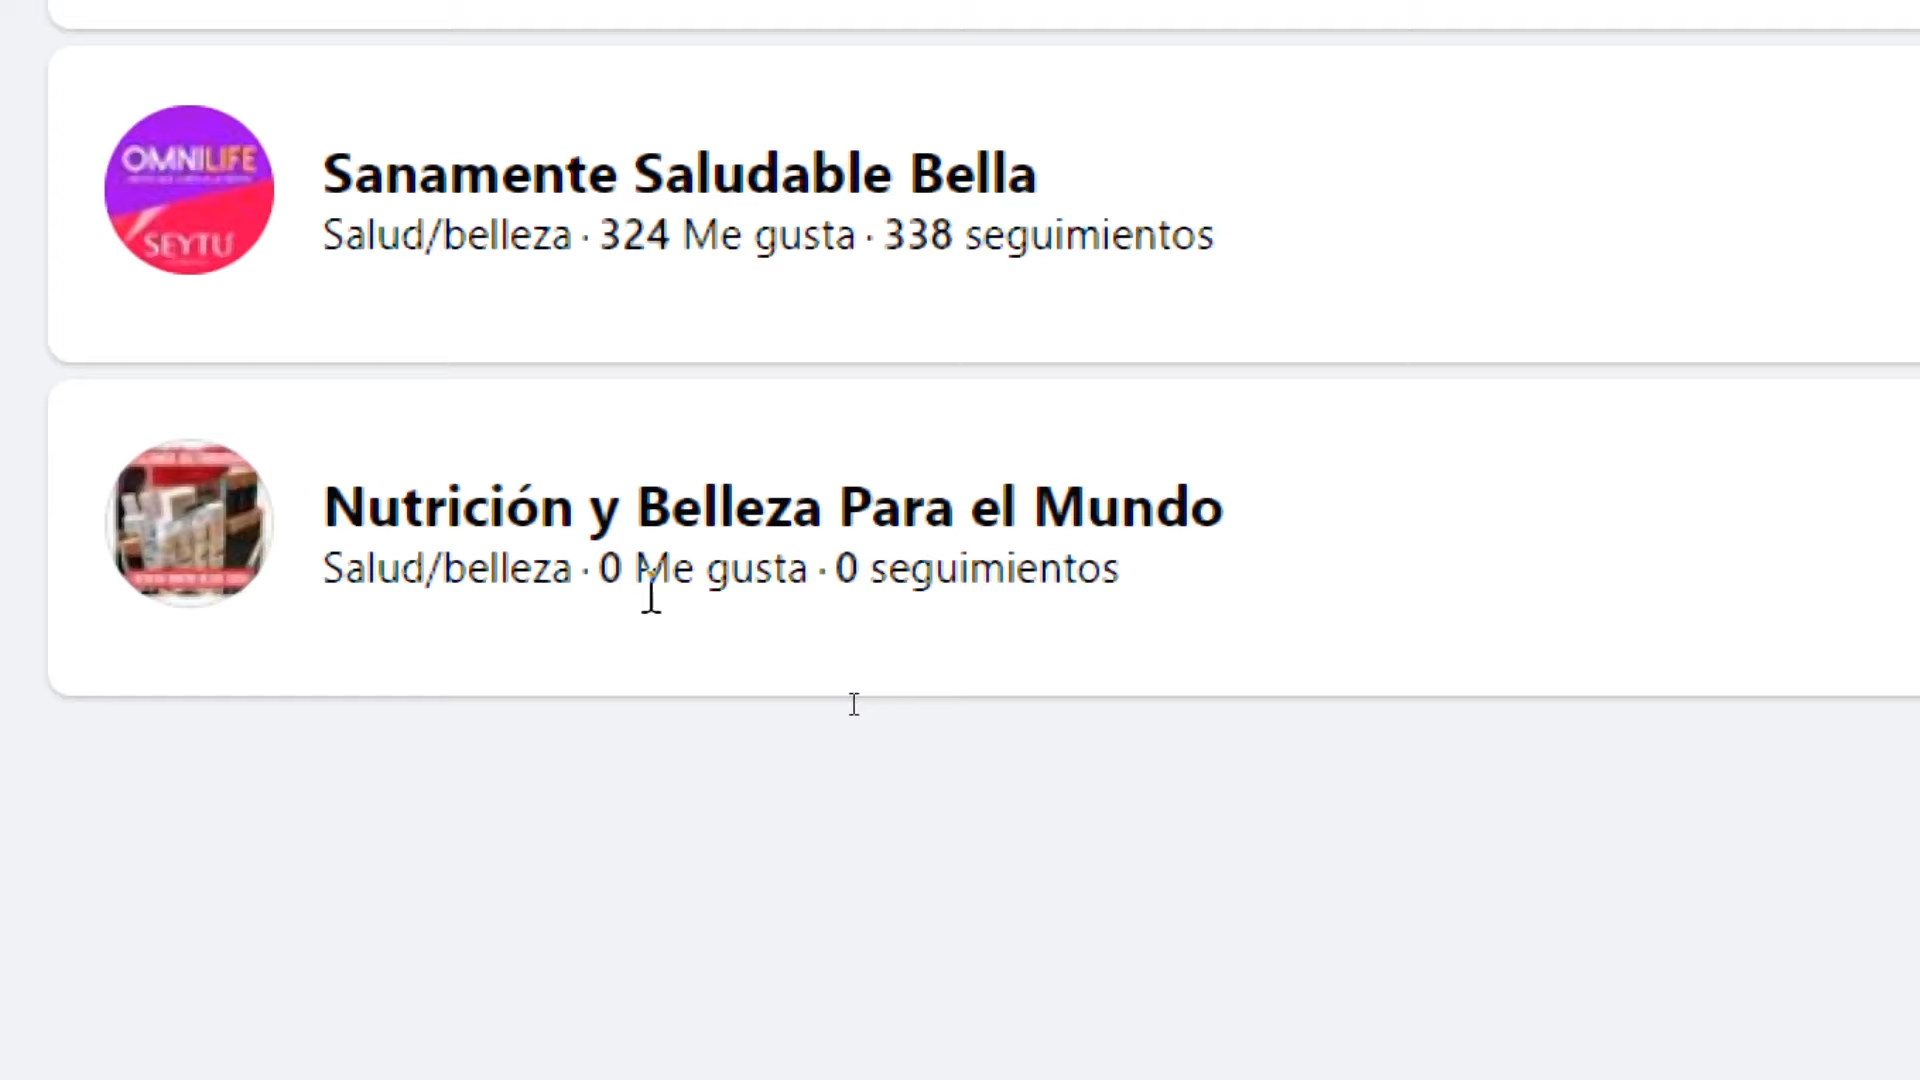 OMNILIFE
SEYTU
Sanamente Saludable Bella
Salud/belleza · 324 Me gusta · 338 seguimientos
Nutrición y Belleza Para el Mundo
Salud/belleza · 0 Me gusta · 0 seguimientos